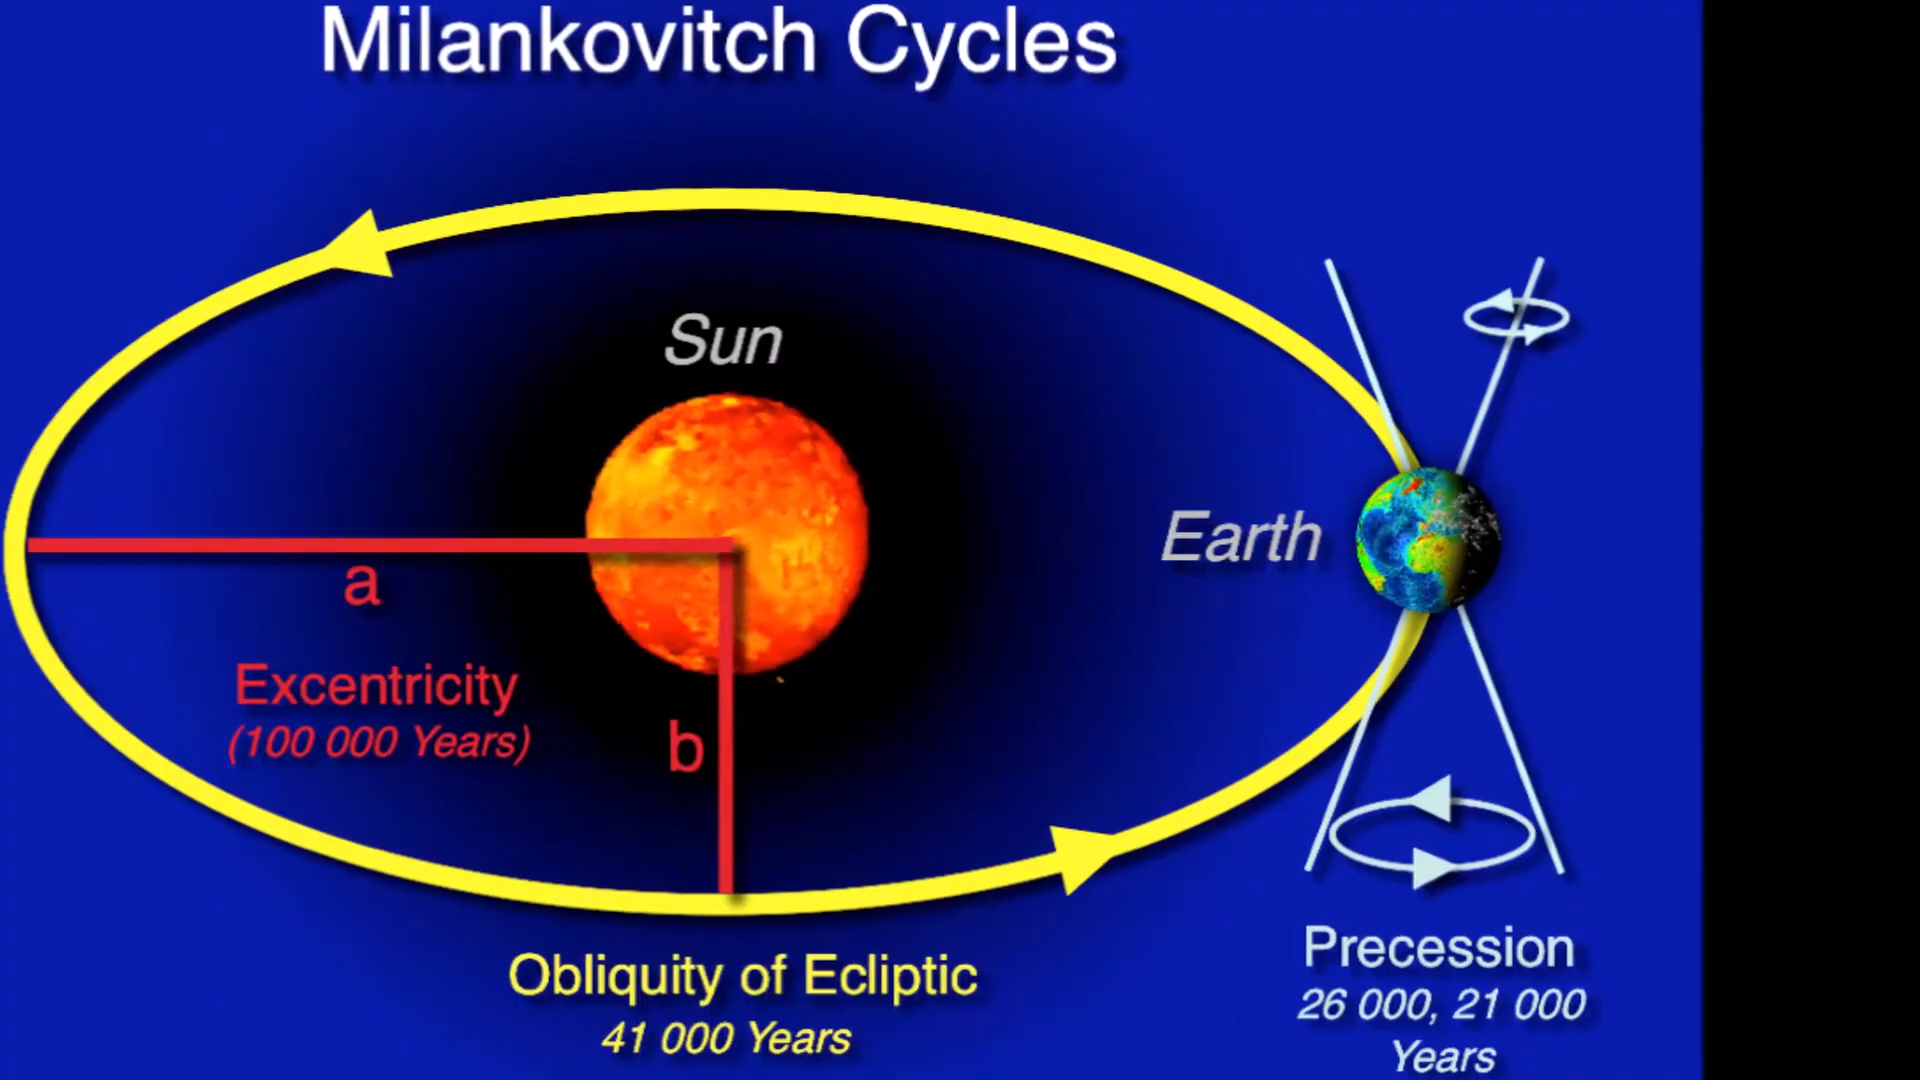 Milankovitch Cycles
Sun
Earth
a
Excentricity
(100 000 Years)
b
Obliquity of Ecliptic
41 000 Years
Precession
26 000, 21 000
Years